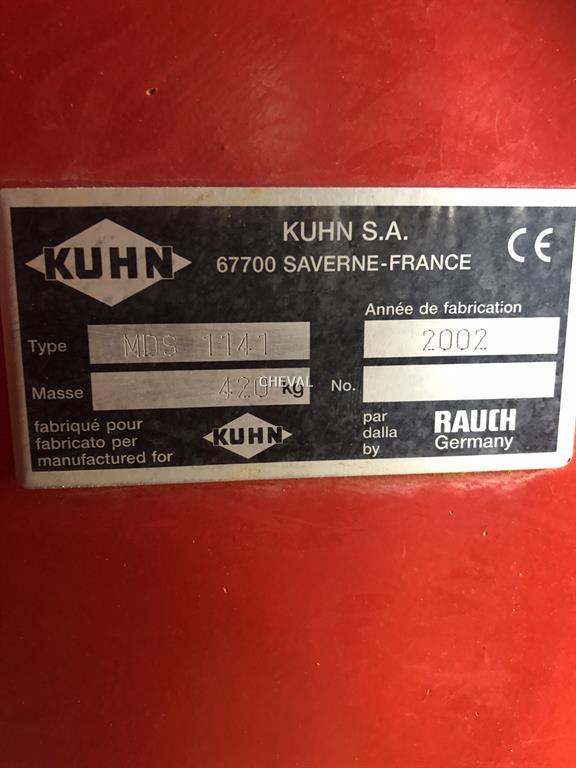 KUHN
KUHN S.A.
67700 SAVERNE-FRANCE
CE
Année de fabrication
Type MDS 1141 2002
Masse 420 kg No.
CHEVAL
fabriqué pour
fabricato per
manufactured for
KUHN
par
dalla
by
RAUCH
Germany